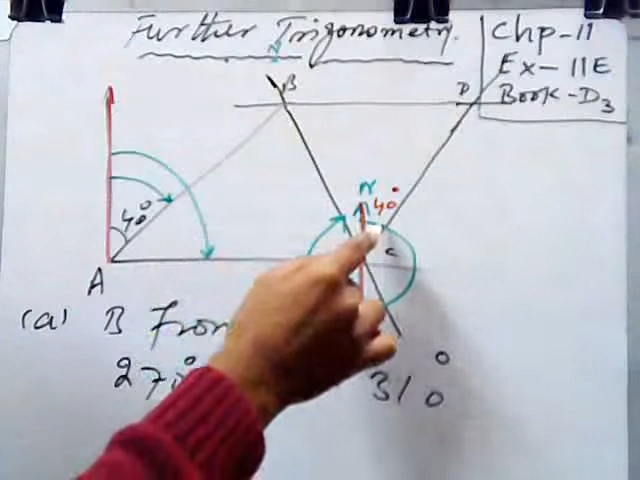 Further Trigonometry.
Chp-11
Ex-11E
Book-D3
N
B
D
N
40°
40°
C
A
(a) B From
270°
310°